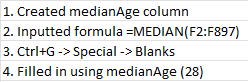 1. Created medianAge column
2. Inputted formula =MEDIAN(F2:F897)
3. Ctrl+G -> Special -> Blanks
4. Filled in using medianAge (28)